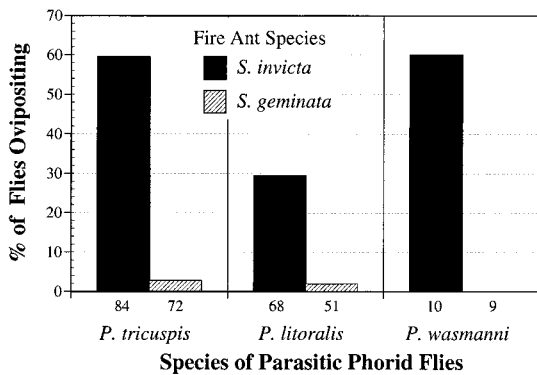 % of Flies Ovipositing
70
60
50
40
30
20
10
0
Fire Ant Species
S. invicta
S. geminata
84 72 68 51 10 9
P. tricuspis P. litoralis P. wasmanni
Species of Parasitic Phorid Flies